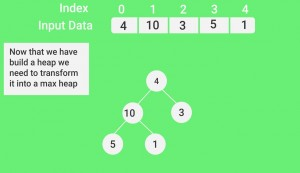 Index 0 1 2 3 4
Input Data 4 10 3 5 1
Now that we have
build a heap we
need to transform
it into a max heap
4
10 3
5 1